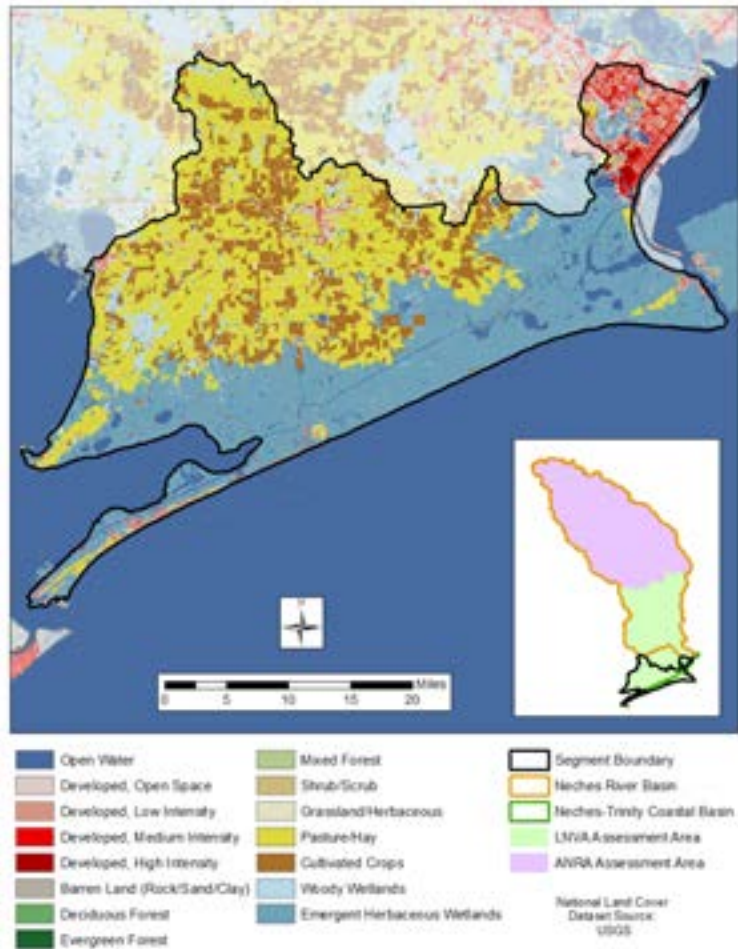 N
Miles
0 5 10 15 20
Open Water
Developed, Open Space
Developed, Low Intensity
Developed, Medium Intensity
Developed, High Intensity
Barren Land (Rock/Sand/Clay)
Deciduous Forest
Evergreen Forest
Mixed Forest
Shrub/Scrub
Grassland/Herbaceous
Pasture/Hay
Cultivated Crops
Woody Wetlands
Emergent Herbaceous Wetlands
Segment Boundary
Neches River Basin
Neches-Trinity Coastal Basin
LNVA Assessment Area
ANRA Assessment Area
National Land Cover
Dataset Source:
USGS